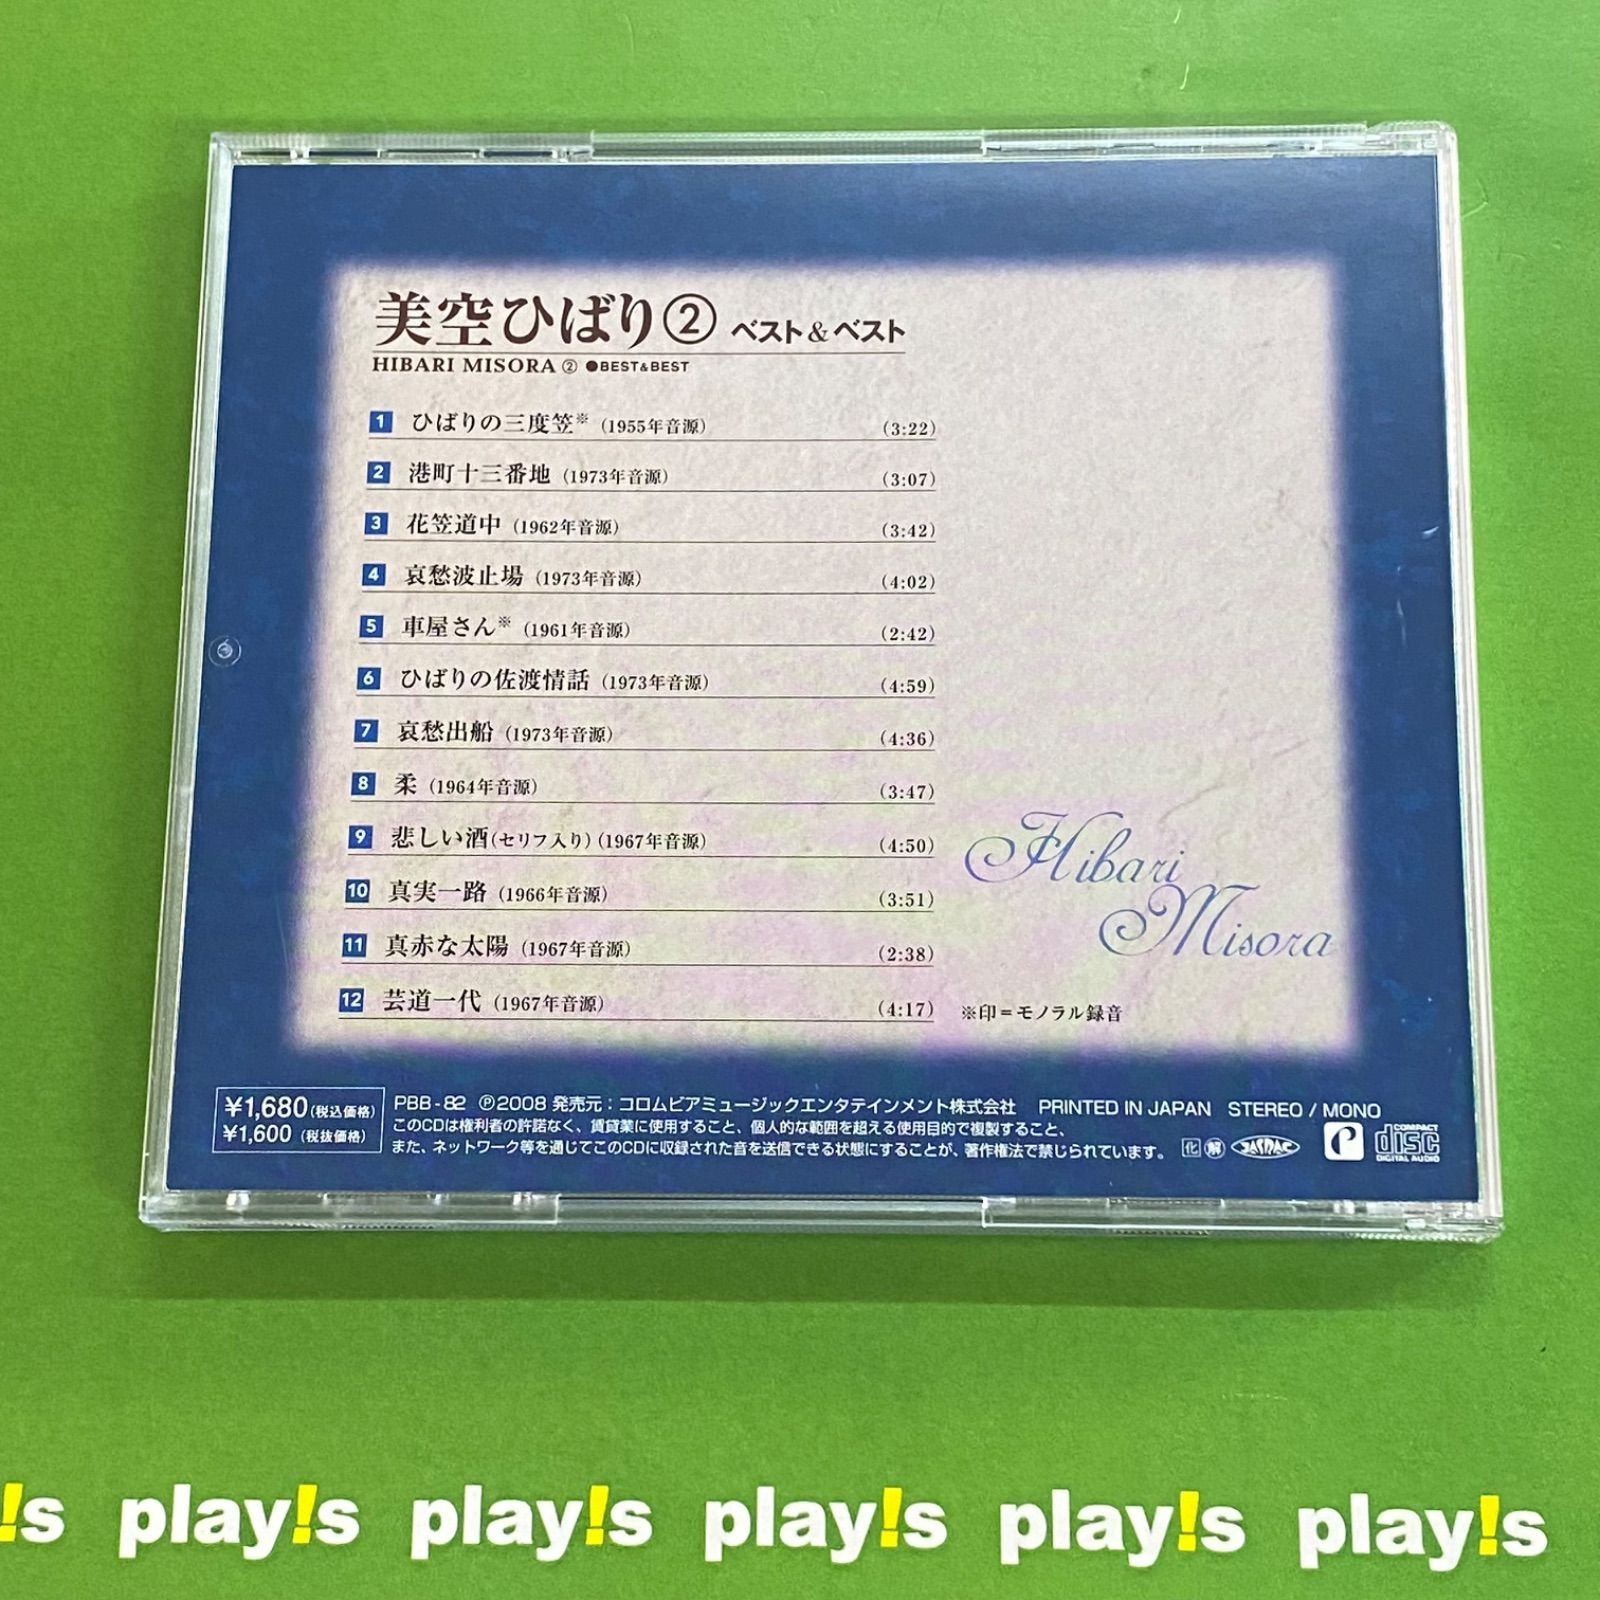 美空ひばり② ベスト&ベスト
HIBARI MISORA ② ●BEST&BEST
1 ひばりの三度笠※ (1955年音源) (3:22)
2 港町十三番地 (1973年音源) (3:07)
3 花笠道中 (1962年音源) (3:42)
4 哀愁波止場 (1973年音源) (4:02)
5 車屋さん※ (1961年音源) (2:42)
6 ひばりの佐渡情話 (1973年音源) (4:59)
7 哀愁出船 (1973年音源) (4:36)
8 柔 (1964年音源) (3:47)
9 悲しい酒(セリフ入り) (1967年音源) (4:50)
10 真実一路 (1966年音源) (3:51)
11 真赤な太陽 (1967年音源) (2:38)
12 芸道一代 (1967年音源) (4:17)
Hibari
Misora
※印=モノラル録音
¥1,680(税込価格)
¥1,600 (税抜価格)
PBB-82 ℗2008 発売元:コロムビアミュージックエンタテインメント株式会社 PRINTED IN JAPAN STEREO / MONO
このCDは権利者の許諾なく、賃貸業に使用すること、個人的な範囲を超える使用目的で複製すること、
また、ネットワーク等を通じてこのCDに収録された音を送信できる状態にすることが、著作権法で禁じられています。
化 解 JASRAC
COMPACT
disc
DIGITAL AUDIO
!s play!s play!s play!s play!s play!s